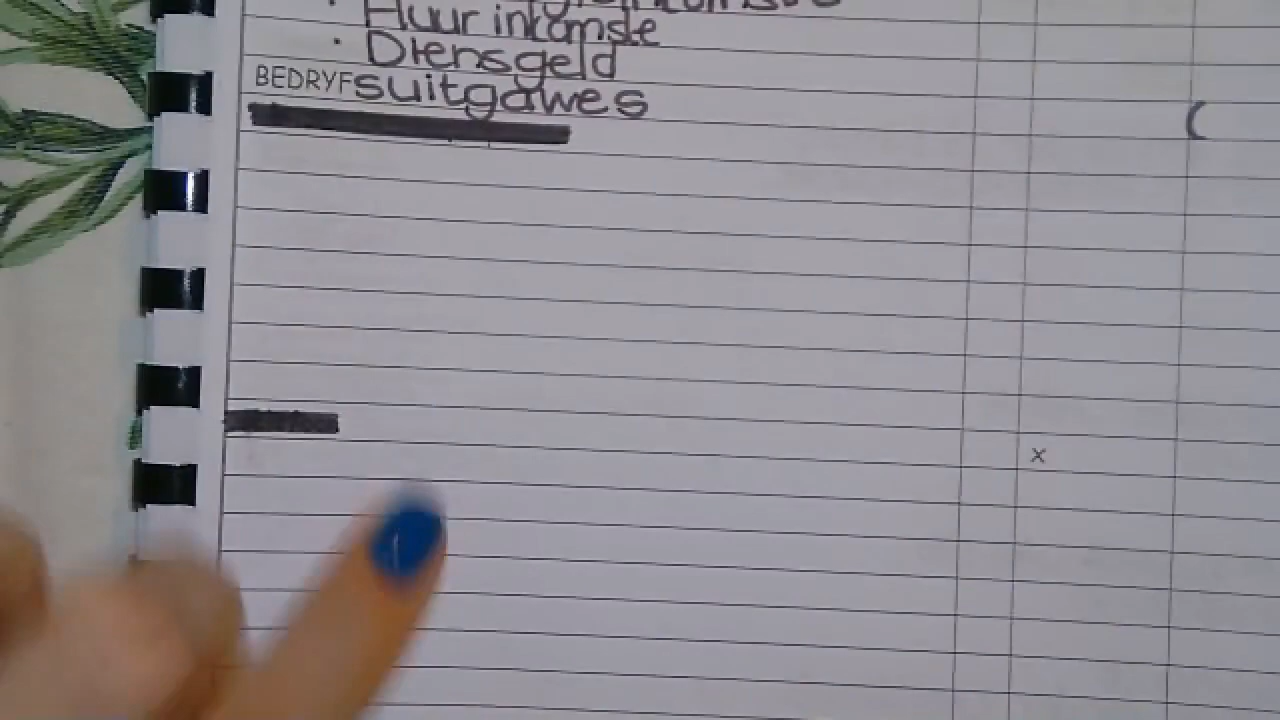 · Huur inkomste
· Diensgeld
BEDRYFsuitgawes
(
x